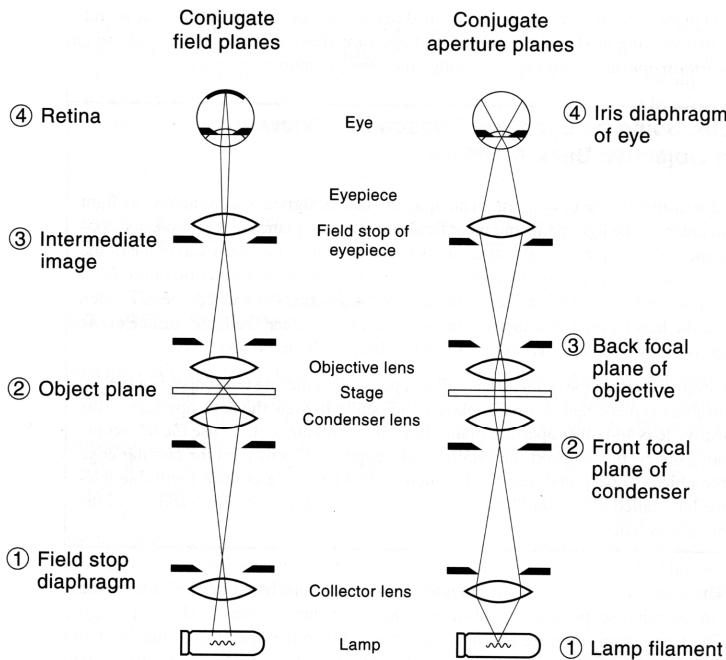 Conjugate
field planes
Conjugate
aperture planes
④ Retina
Eye
④ Iris diaphragm
of eye
Eyepiece
③ Intermediate
image
Field stop of
eyepiece
Objective lens
③ Back focal
plane of
objective
② Object plane
Stage
Condenser lens
② Front focal
plane of
condenser
① Field stop
diaphragm
Collector lens
Lamp
① Lamp filament